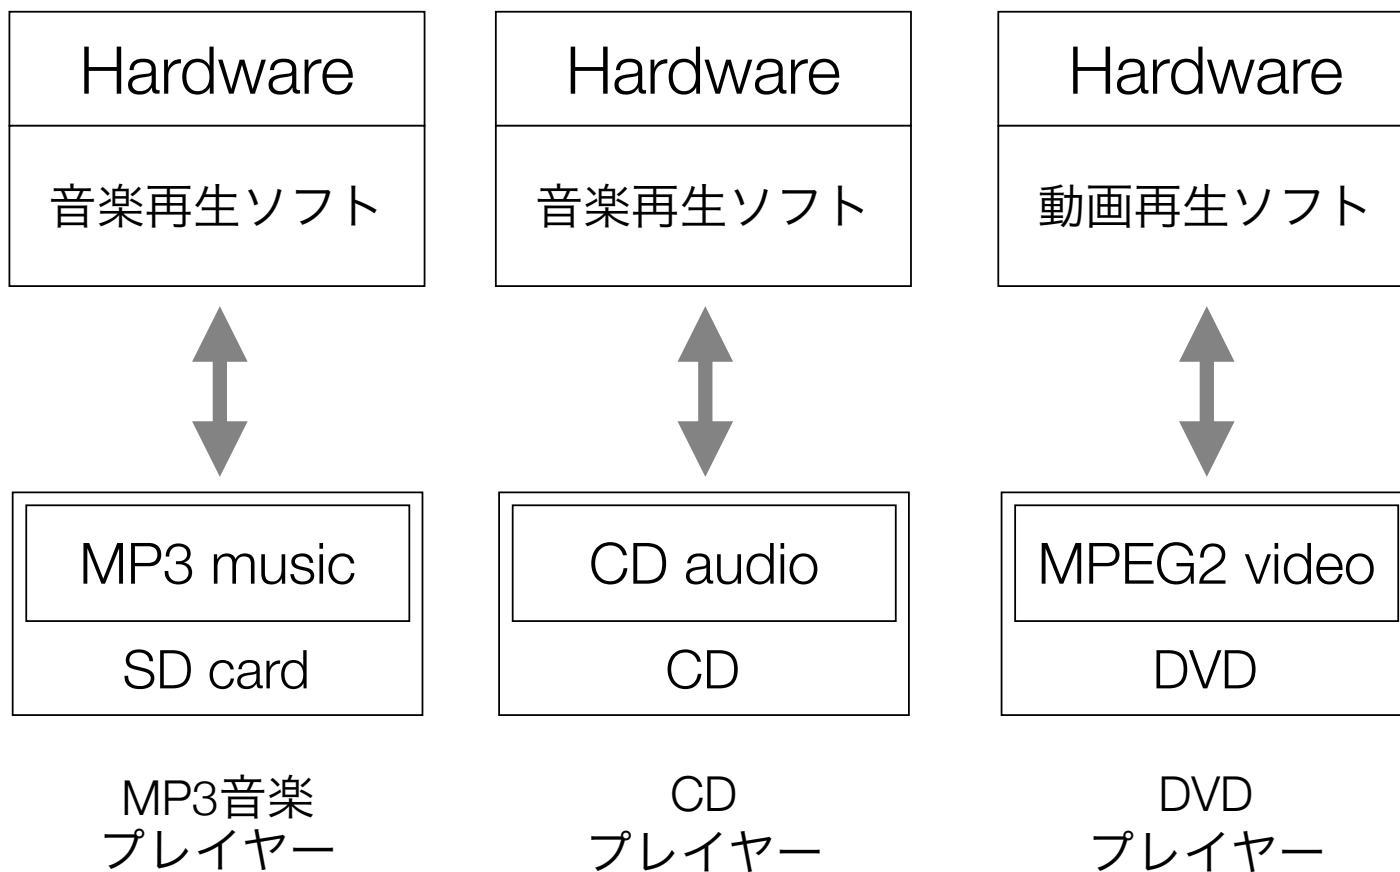 Hardware
音楽再生ソフト
MP3 music
SD card
MP3音楽
プレイヤー
Hardware
音楽再生ソフト
CD audio
CD
CD
プレイヤー
Hardware
動画再生ソフト
MPEG2 video
DVD
DVD
プレイヤー